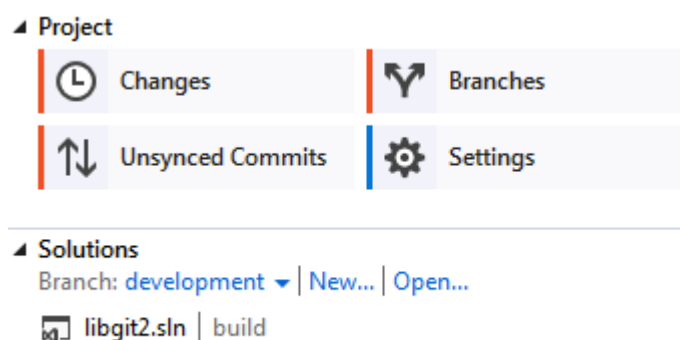 Project
Changes
Branches
Unsynced Commits
Settings
Solutions
Branch: development | New... | Open...
libgit2.sln | build